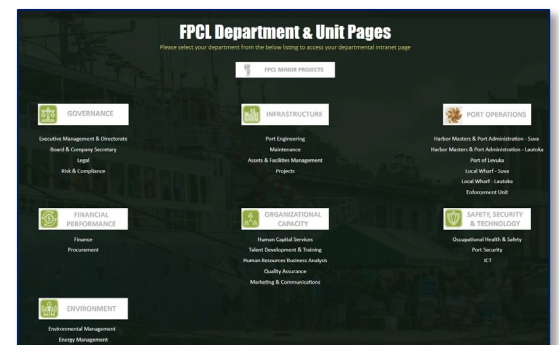 FPCL Department & Unit Pages
Please select your department from the below listing to access your departmental intranet page
FPCL MINOR PROJECTS
GOVERNANCE
Executive Management & Directorate
Board & Company Secretary
Legal
Risk & Compliance
INFRASTRUCTURE
Port Engineering
Maintenance
Assets & Facilities Management
Projects
PORT OPERATIONS
Harbor Masters & Port Administration - Suva
Harbor Masters & Port Administration - Lautoka
Port of Levuka
Local Wharf - Suva
Local Wharf - Lautoka
Enforcement Unit
FINANCIAL
PERFORMANCE
Finance
Procurement
ORGANIZATIONAL
CAPACITY
Human Capital Services
Talent Development & Training
Human Resources Business Analysis
Quality Assurance
Marketing & Communications
SAFETY, SECURITY
& TECHNOLOGY
Occupational Health & Safety
Port Security
ICT
ENVIRONMENT
Environmental Management
Energy Management